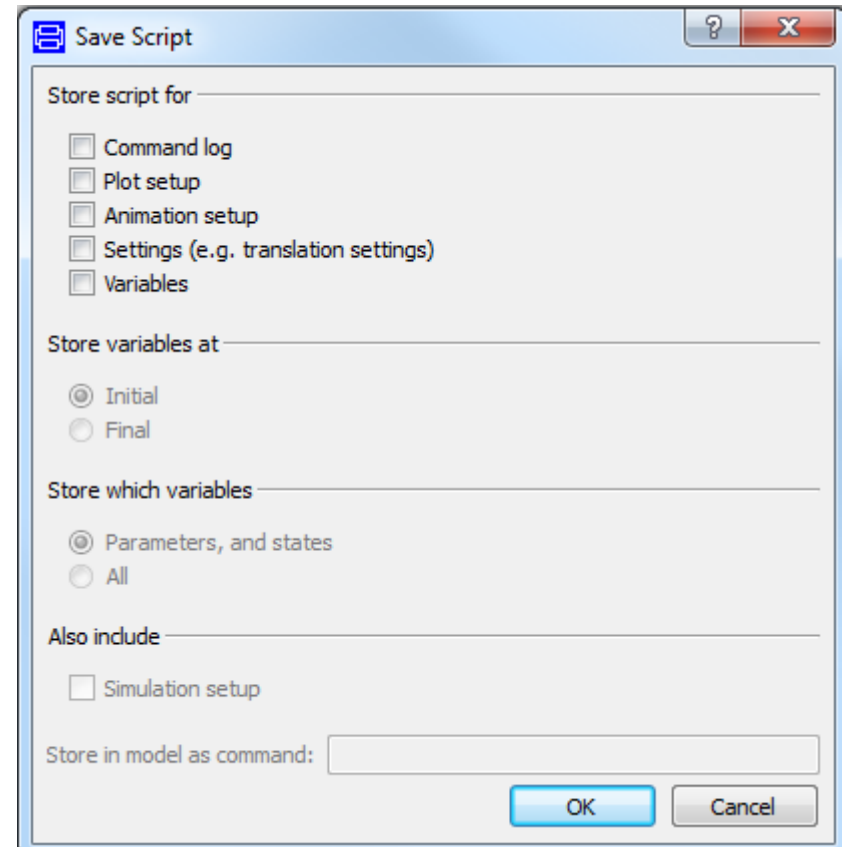 Save Script
?
Store script for
Command log
Plot setup
Animation setup
Settings (e.g. translation settings)
Variables
Store variables at
Initial
Final
Store which variables
Parameters, and states
All
Also include
Simulation setup
Store in model as command:
OK Cancel